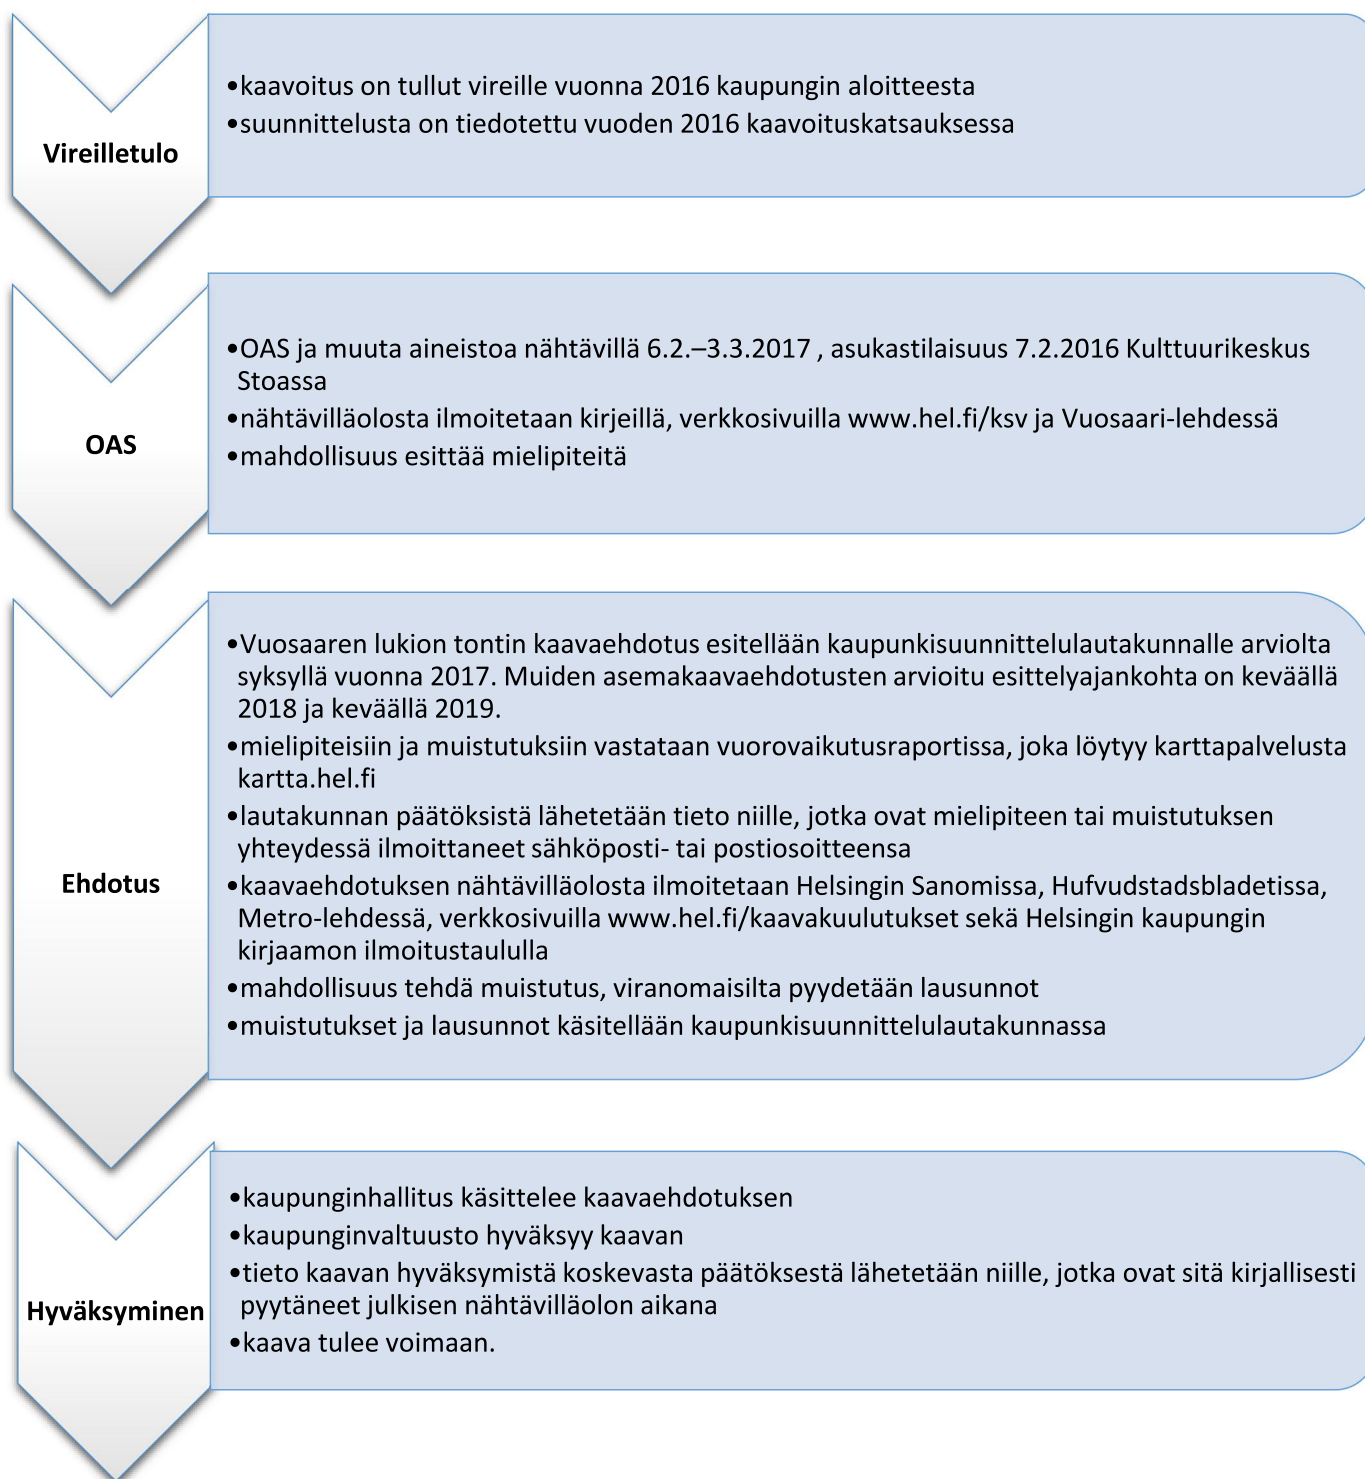 Vireilletulo
•kaavoitus on tullut vireille vuonna 2016 kaupungin aloitteesta
•suunnittelusta on tiedotettu vuoden 2016 kaavoituskatsauksessa
OAS
•OAS ja muuta aineistoa nähtävillä 6.2.–3.3.2017 , asukastilaisuus 7.2.2016 Kulttuurikeskus
Stoassa
•nähtävilläolosta ilmoitetaan kirjeillä, verkkosivuilla www.hel.fi/ksv ja Vuosaari-lehdessä
•mahdollisuus esittää mielipiteitä
Ehdotus
•Vuosaaren lukion tontin kaavaehdotus esitellään kaupunkisuunnittelulautakunnalle arviolta
syksyllä vuonna 2017. Muiden asemakaavaehdotusten arvioitu esittelyajankohta on keväällä
2018 ja keväällä 2019.
•mielipiteisiin ja muistutuksiin vastataan vuorovaikutusraportissa, joka löytyy karttapalvelusta
kartta.hel.fi
•lautakunnan päätöksistä lähetetään tieto niille, jotka ovat mielipiteen tai muistutuksen
yhteydessä ilmoittaneet sähköposti- tai postiosoitteensa
•kaavaehdotuksen nähtävilläolosta ilmoitetaan Helsingin Sanomissa, Hufvudstadsbladetissa,
Metro-lehdessä, verkkosivuilla www.hel.fi/kaavakuulutukset sekä Helsingin kaupungin
kirjaamon ilmoitustaululla
•mahdollisuus tehdä muistutus, viranomaisilta pyydetään lausunnot
•muistutukset ja lausunnot käsitellään kaupunkisuunnittelulautakunnassa
Hyväksyminen
•kaupunginhallitus käsittelee kaavaehdotuksen
•kaupunginvaltuusto hyväksyy kaavan
•tieto kaavan hyväksymistä koskevasta päätöksestä lähetetään niille, jotka ovat sitä kirjallisesti
pyytäneet julkisen nähtävilläolon aikana
•kaava tulee voimaan.